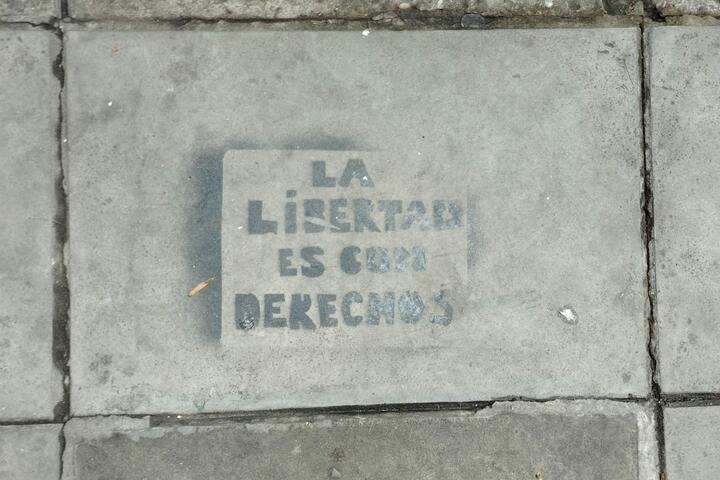 LA
LiBERTAD
ES CON
DERECHOS